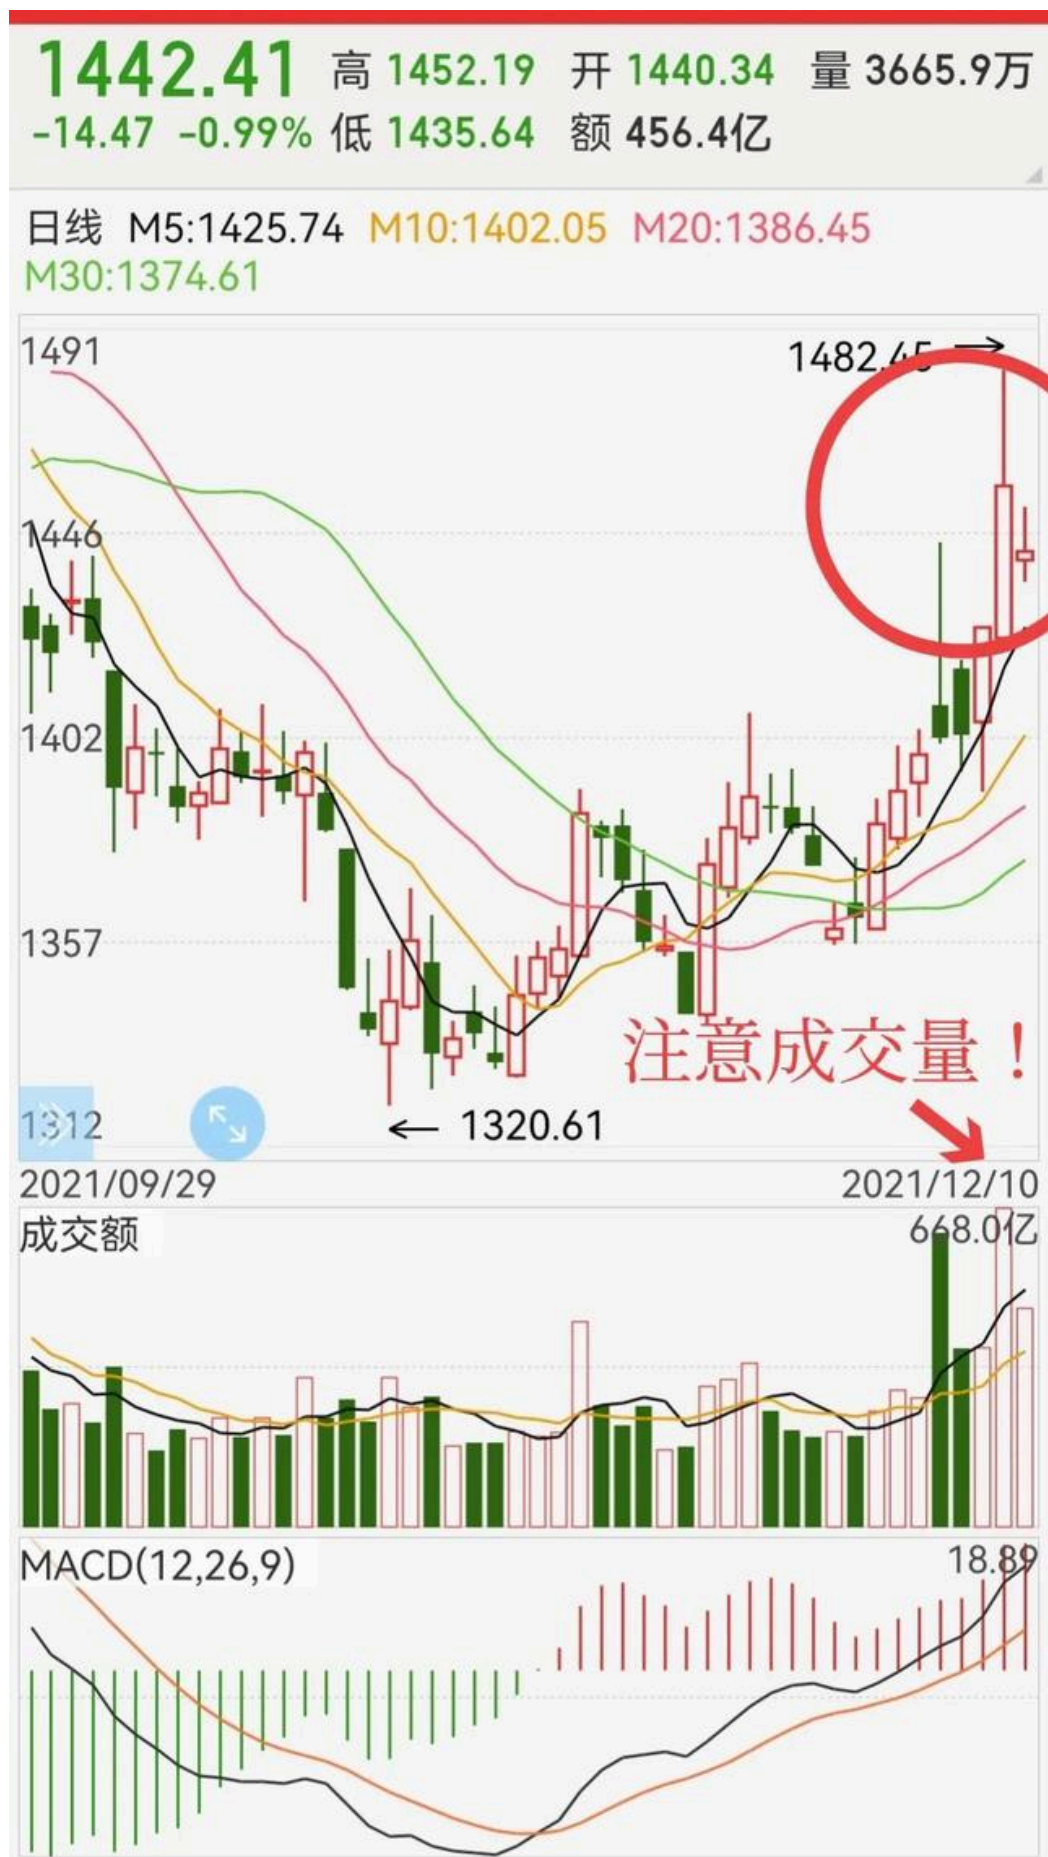 1442.41 高 1452.19 开 1440.34 量 3665.9万
-14.47 -0.99% 低 1435.64 额 456.4亿
日线 M5:1425.74 M10:1402.05 M20:1386.45
M30:1374.61
1491
1482.45
1446
1402
1357
注意成交量！
1312
1320.61
2021/09/29 2021/12/10
成交额 668.0亿
MACD(12,26,9) 18.89